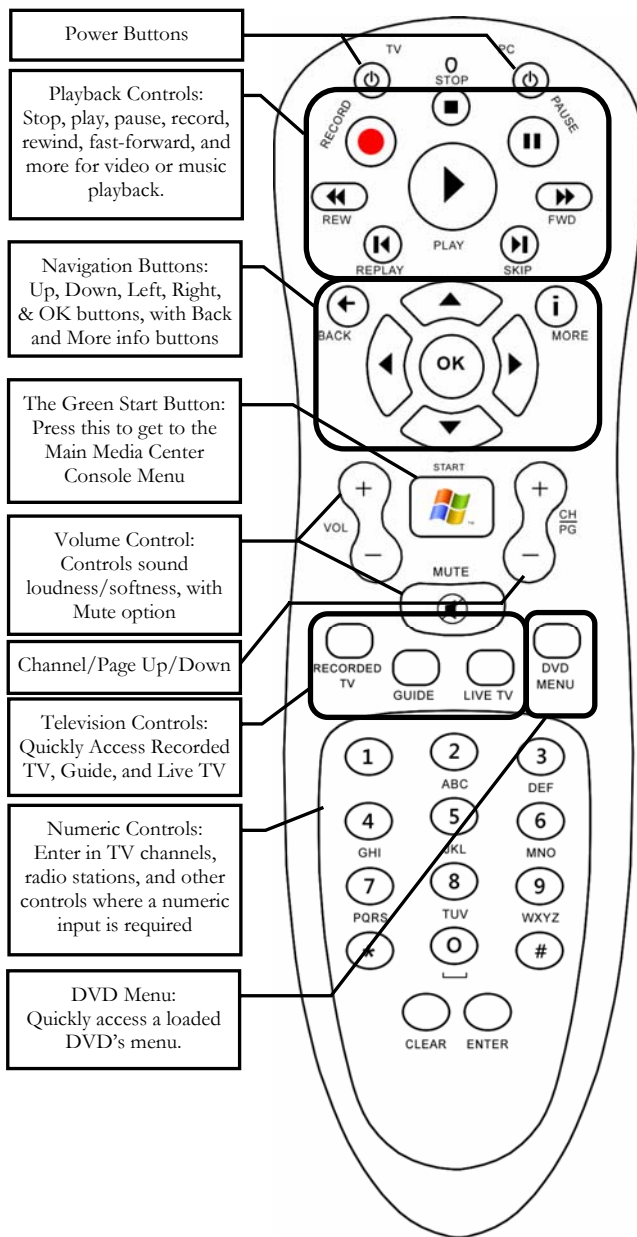 Power Buttons
Playback Controls:
Stop, play, pause, record,
rewind, fast-forward, and
more for video or music
playback.
Navigation Buttons:
Up, Down, Left, Right,
& OK buttons, with Back
and More info buttons
The Green Start Button:
Press this to get to the
Main Media Center
Console Menu
Volume Control:
Controls sound
loudness/softness, with
Mute option
Channel/Page Up/Down
Television Controls:
Quickly Access Recorded
TV, Guide, and Live TV
Numeric Controls:
Enter in TV channels,
radio stations, and other
controls where a numeric
input is required
DVD Menu:
Quickly access a loaded
DVD's menu.
TV
PC
STOP
RECORD
PAUSE
REW
FWD
PLAY
REPLAY
SKIP
BACK
i
MORE
OK
START
+
VOL
−
™
+
CH
PG
−
MUTE
RECORDED
TV
GUIDE
LIVE TV
DVD
MENU
1
2
ABC
3
DEF
4
GHI
5
JKL
6
MNO
7
PQRS
8
TUV
9
WXYZ
*
0
#
CLEAR
ENTER